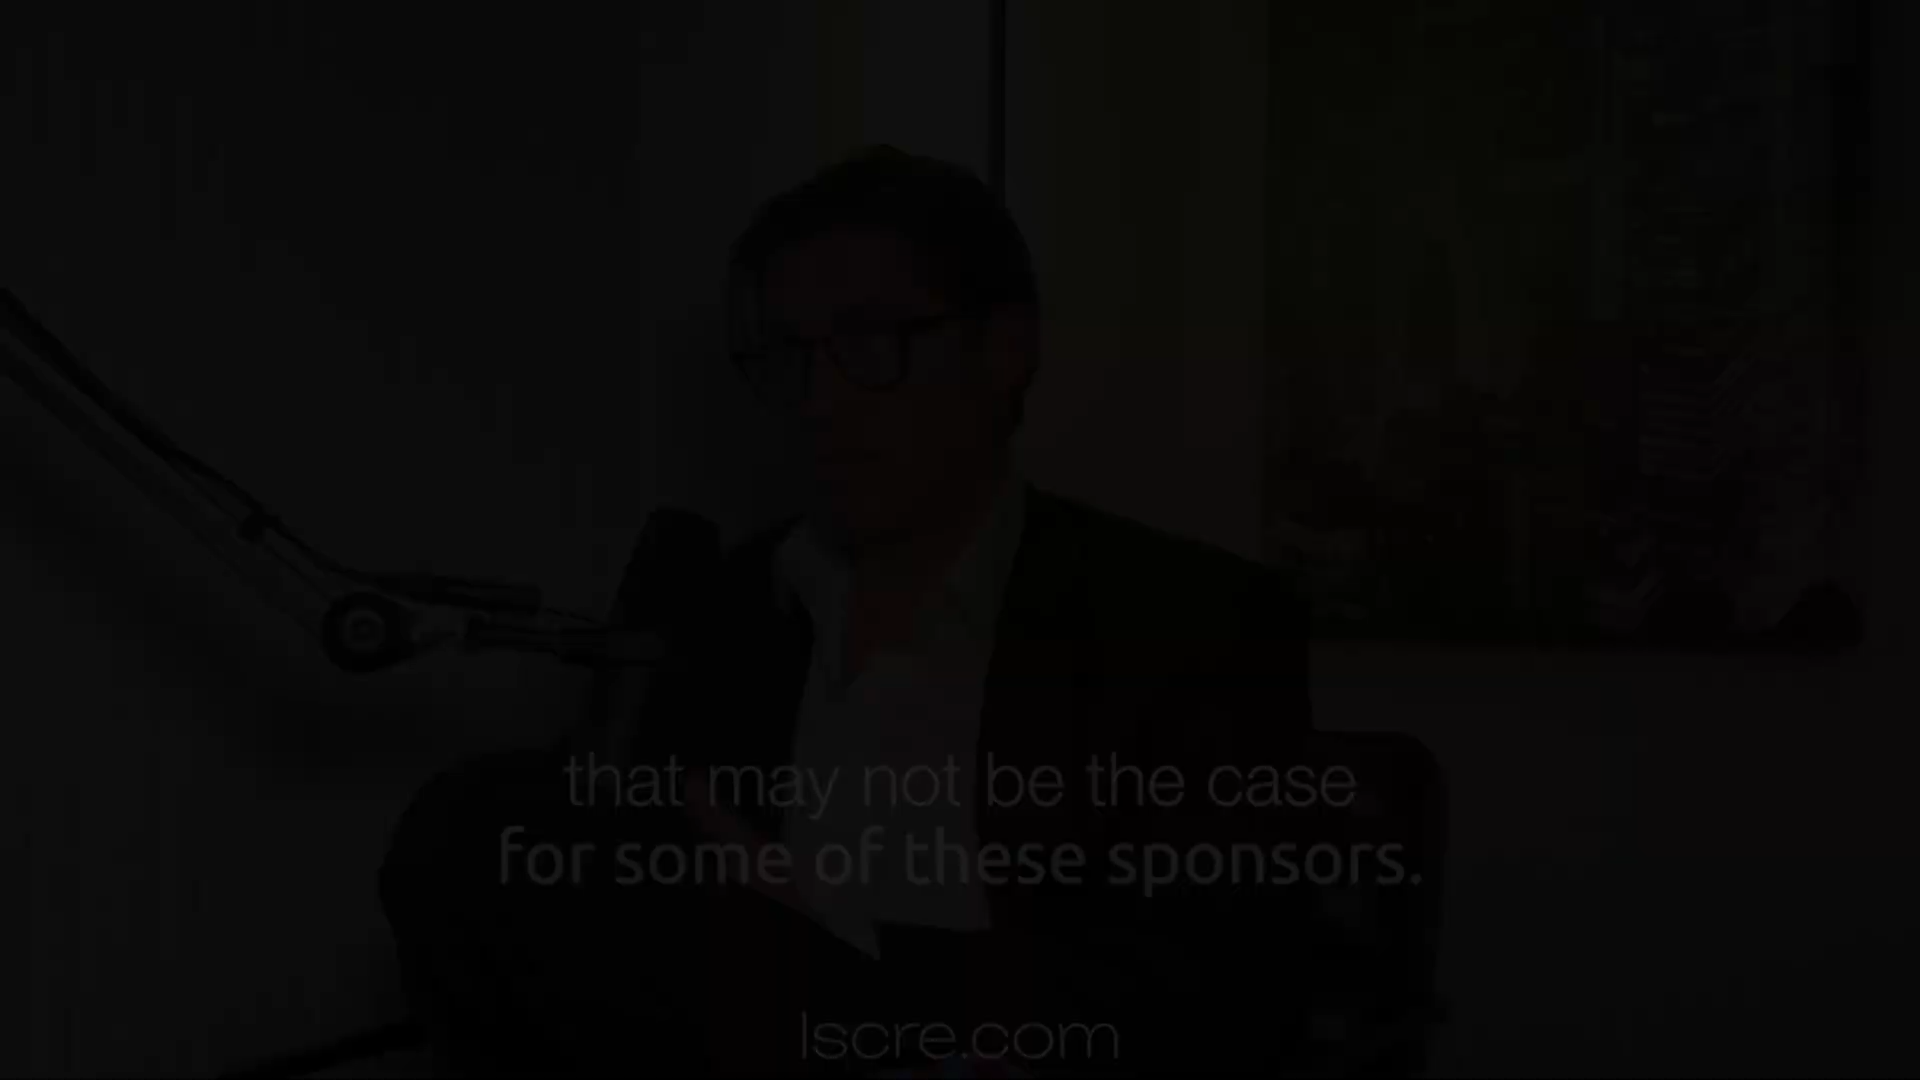 that may not be the case
for some of these sponsors.
lscre.com